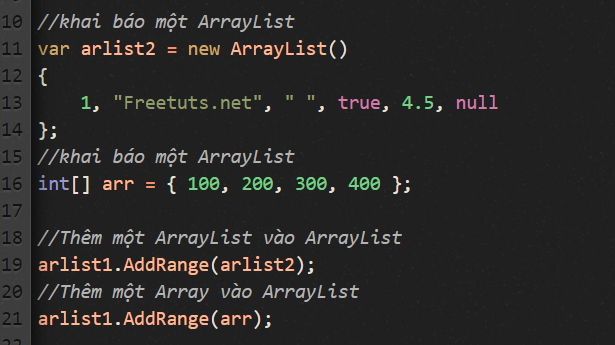 10 //khai báo một ArrayList
11 var arlist2 = new ArrayList()
12 {
13     1, "Freetuts.net", " ", true, 4.5, null
14 };
15 //khai báo một ArrayList
16 int[] arr = { 100, 200, 300, 400 };
17
18 //Thêm một ArrayList vào ArrayList
19 arlist1.AddRange(arlist2);
20 //Thêm một Array vào ArrayList
21 arlist1.AddRange(arr);